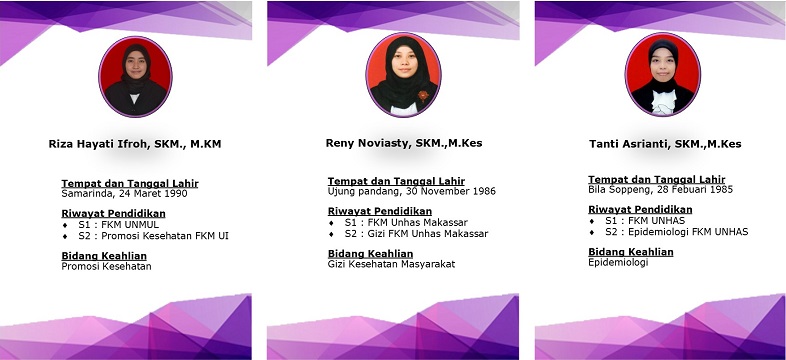 Riza Hayati Ifroh, SKM., M.KM
Tempat dan Tanggal Lahir
Samarinda, 24 Maret 1990
Riwayat Pendidikan
♦ S1 : FKM UNMUL
♦ S2 : Promosi Kesehatan FKM UI
Bidang Keahlian
Promosi Kesehatan
Reny Noviasty, SKM.,M.Kes
Tempat dan Tanggal Lahir
Ujung pandang, 30 November 1986
Riwayat Pendidikan
♦ S1 : FKM Unhas Makassar
♦ S2 : Gizi FKM Unhas Makassar
Bidang Keahlian
Gizi Kesehatan Masyarakat
Tanti Asrianti, SKM.,M.Kes
Tempat dan Tanggal Lahir
Bila Soppeng, 28 Febuari 1985
Riwayat Pendidikan
♦ S1 : FKM UNHAS
♦ S2 : Epidemiologi FKM UNHAS
Bidang Keahlian
Epidemiologi